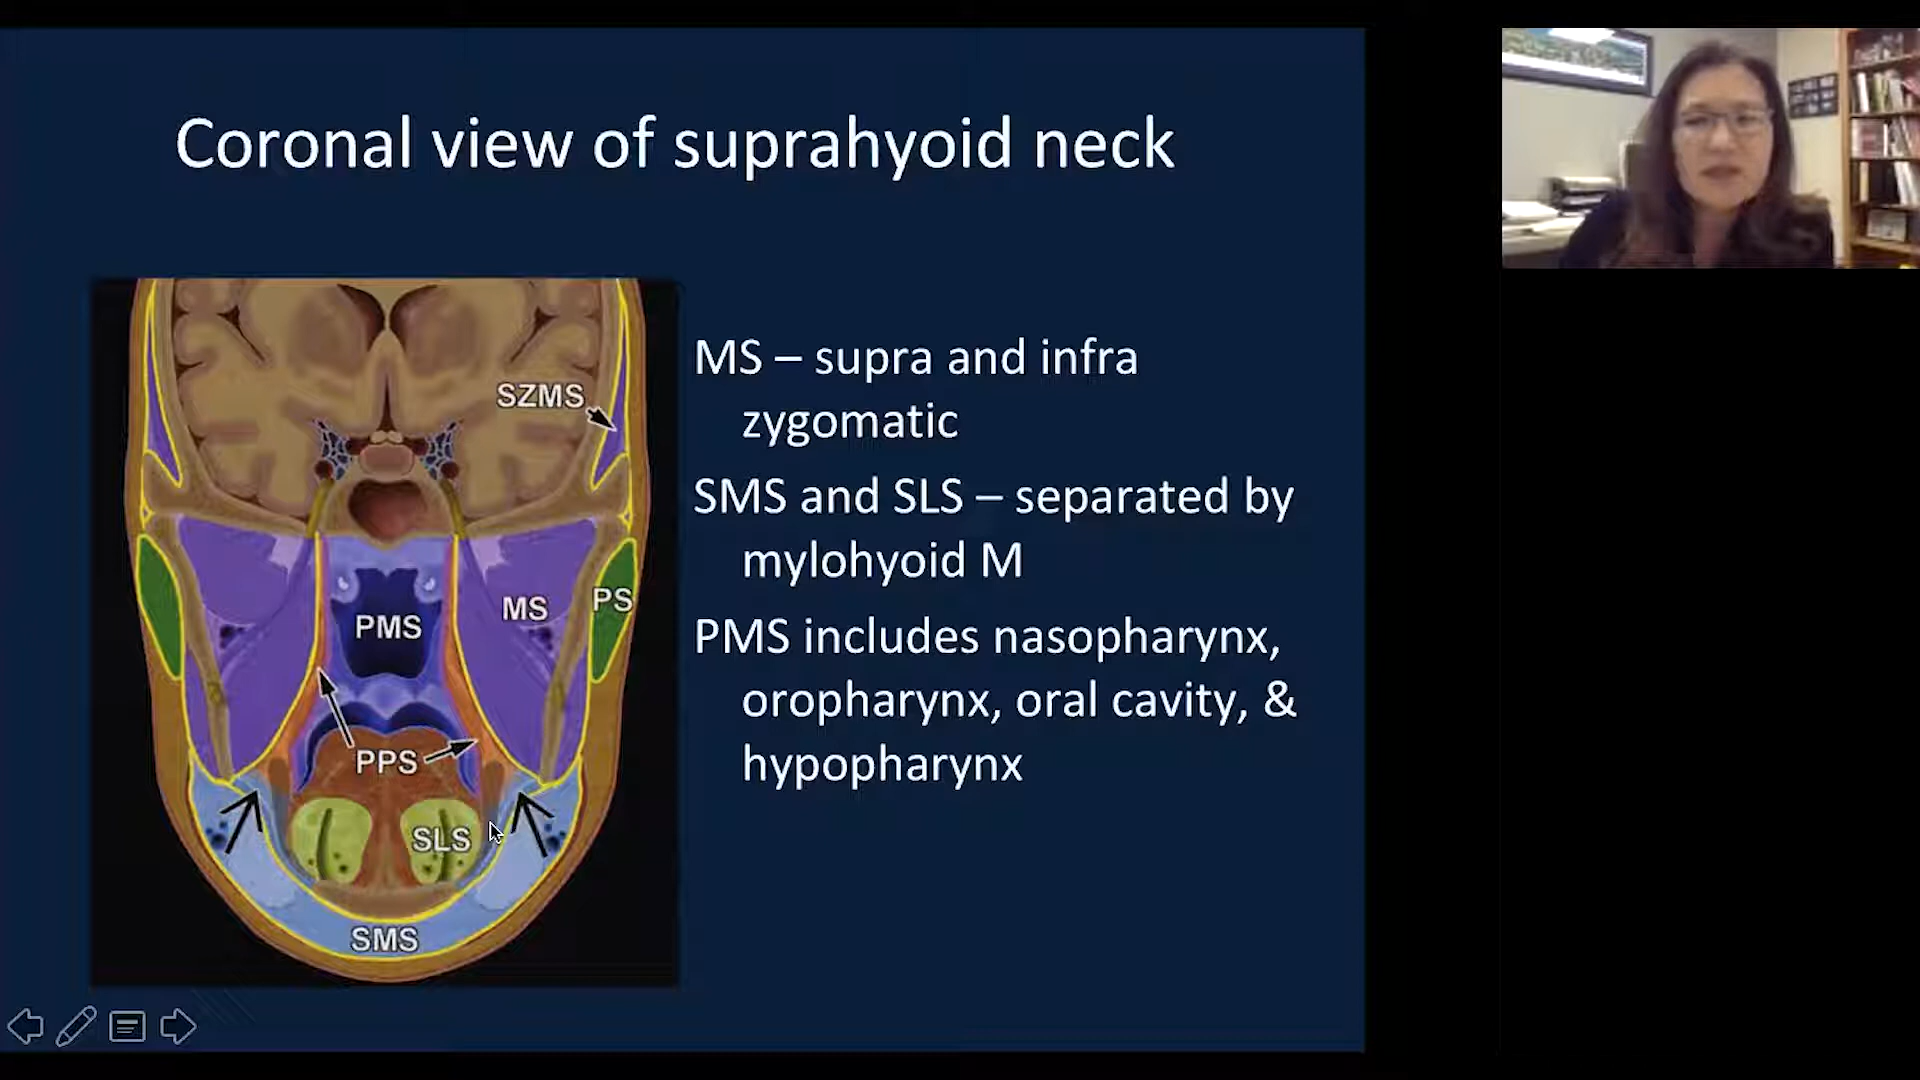 Coronal view of suprahyoid neck
SZMS
PMS
MS
PS
PPS
SLS
SMS
MS – supra and infra
zygomatic
SMS and SLS – separated by
mylohyoid M
PMS includes nasopharynx,
oropharynx, oral cavity, &
hypopharynx